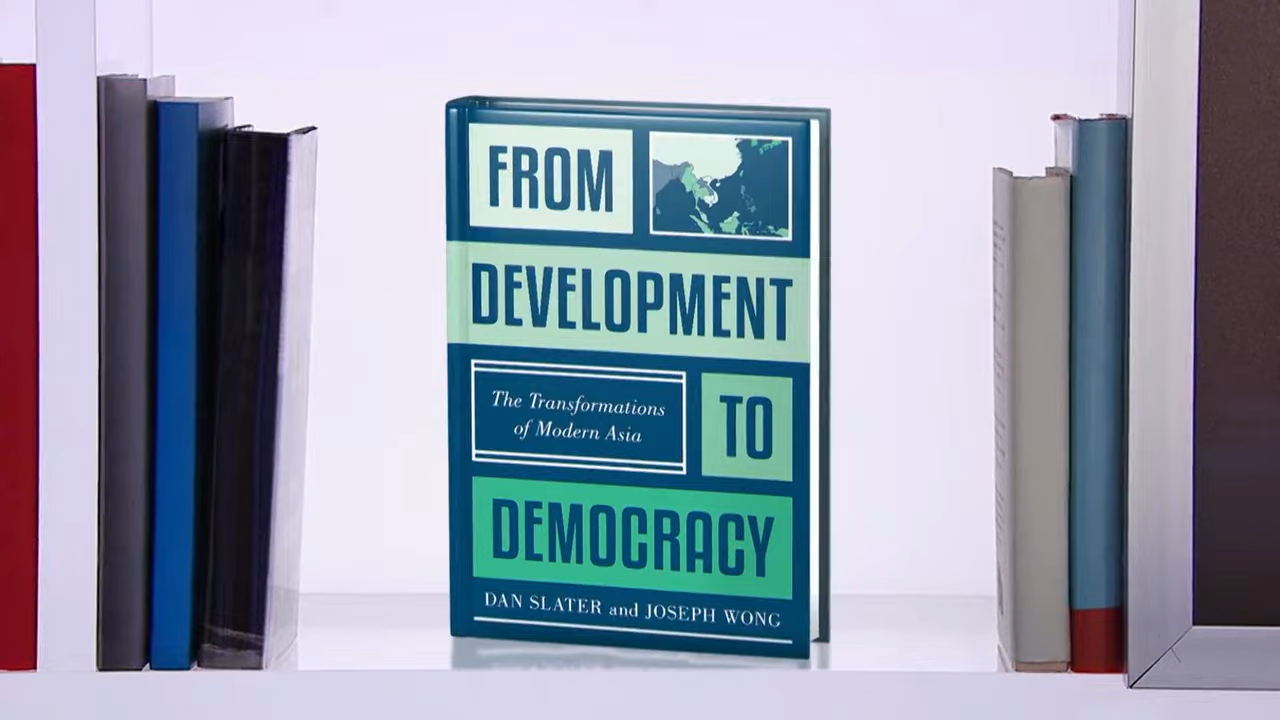 FROM
DEVELOPMENT
The Transformations
of Modern Asia
TO
DEMOCRACY
DAN SLATER and JOSEPH WONG